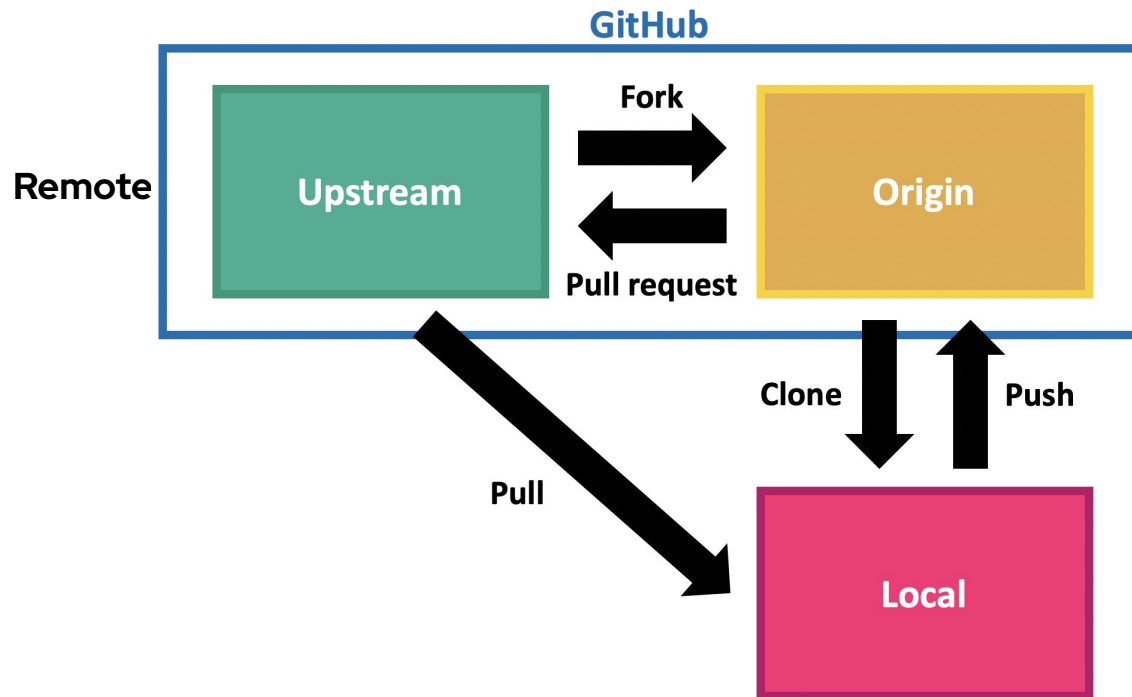 GitHub
Fork
Remote
Upstream
Origin
Pull request
Clone
Push
Pull
Local